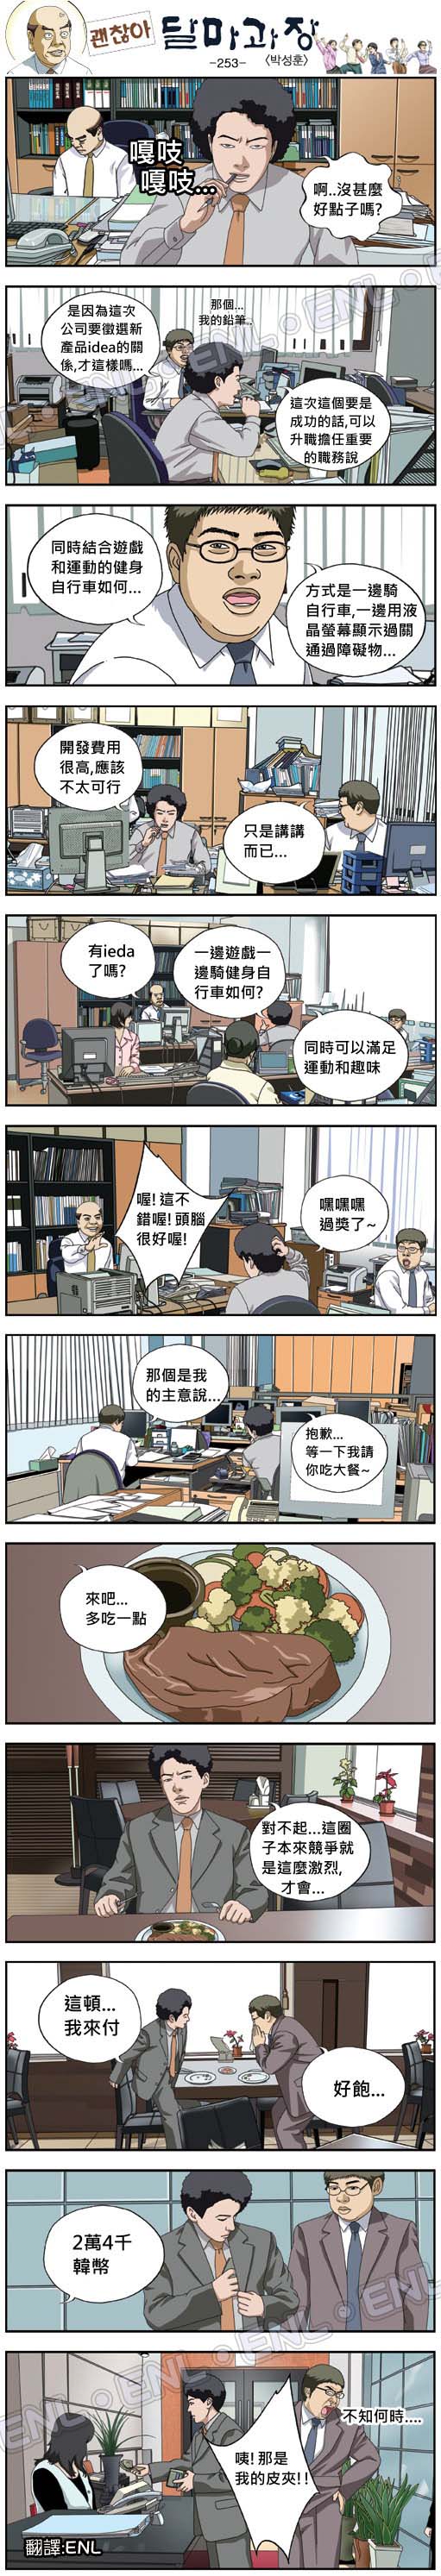 괜찮아
달마과장
-253-
〈박성훈〉
嘎吱
嘎吱...
啊..沒甚麼
好點子嗎?
是因為這次
公司要徵選新
產品idea的關
係,才這樣嗎...
那個...
我的鉛筆..
這次這個要是
成功的話,可以
升職擔任重要
的職務說
同時結合遊戲
和運動的健身
自行車如何...
方式是一邊騎
自行車,一邊用液
晶螢幕顯示過關
通過障礙物...
開發費用
很高,應該
不太可行
只是講講
而已...
有ieda
了嗎?
一邊遊戲一
邊騎健身自
行車如何?
同時可以滿足
運動和趣味
喔! 這不
錯喔! 頭腦
很好喔!
嘿嘿嘿
過獎了~
那個是我
的主意說...
抱歉...
等一下我請
你吃大餐~
來吧...
多吃一點
對不起...這圈
子本來競爭就
是這麼激烈,
才會...
這頓...
我來付
好飽...
2萬4千
韓幣
不知何時....
咦! 那是
我的皮夾!!
翻譯:ENL